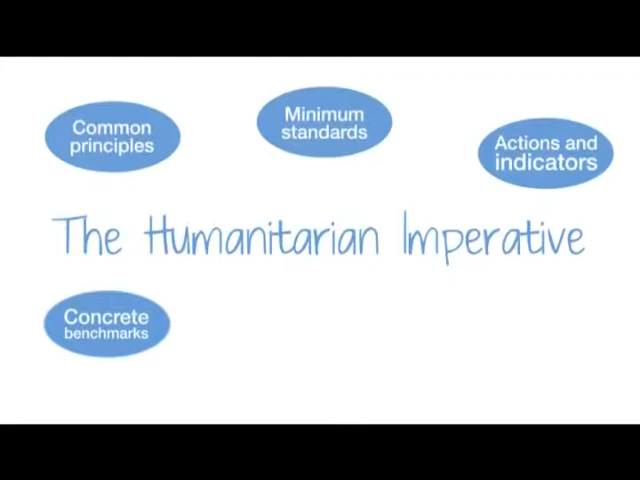 Common
principles
Minimum
standards
Actions and
indicators
The Humanitarian Imperative
Concrete
benchmarks